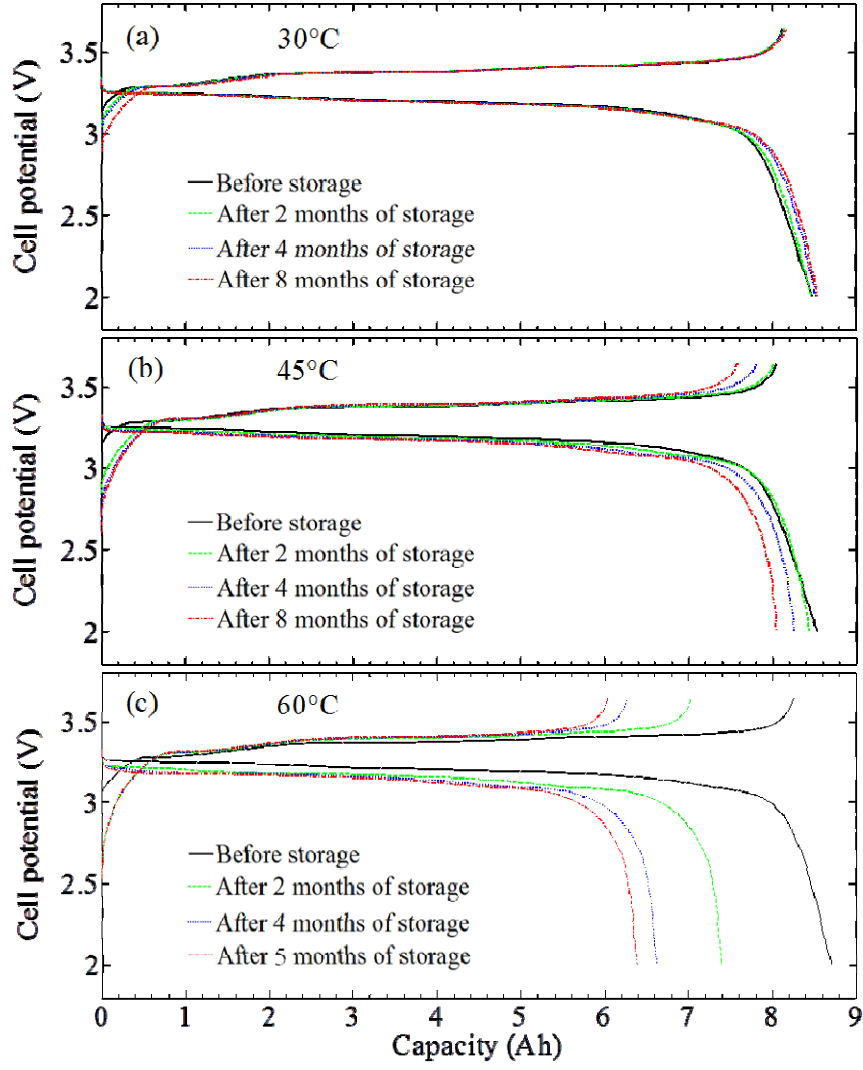 (a) 30°C
3.5
3
2.5
2
Cell potential (V)
Before storage
After 2 months of storage
After 4 months of storage
After 8 months of storage
(b) 45°C
3.5
3
2.5
2
Cell potential (V)
Before storage
After 2 months of storage
After 4 months of storage
After 8 months of storage
(c) 60°C
3.5
3
2.5
2
Cell potential (V)
Before storage
After 2 months of storage
After 4 months of storage
After 5 months of storage
0 1 2 3 4 5 6 7 8 9
Capacity (Ah)